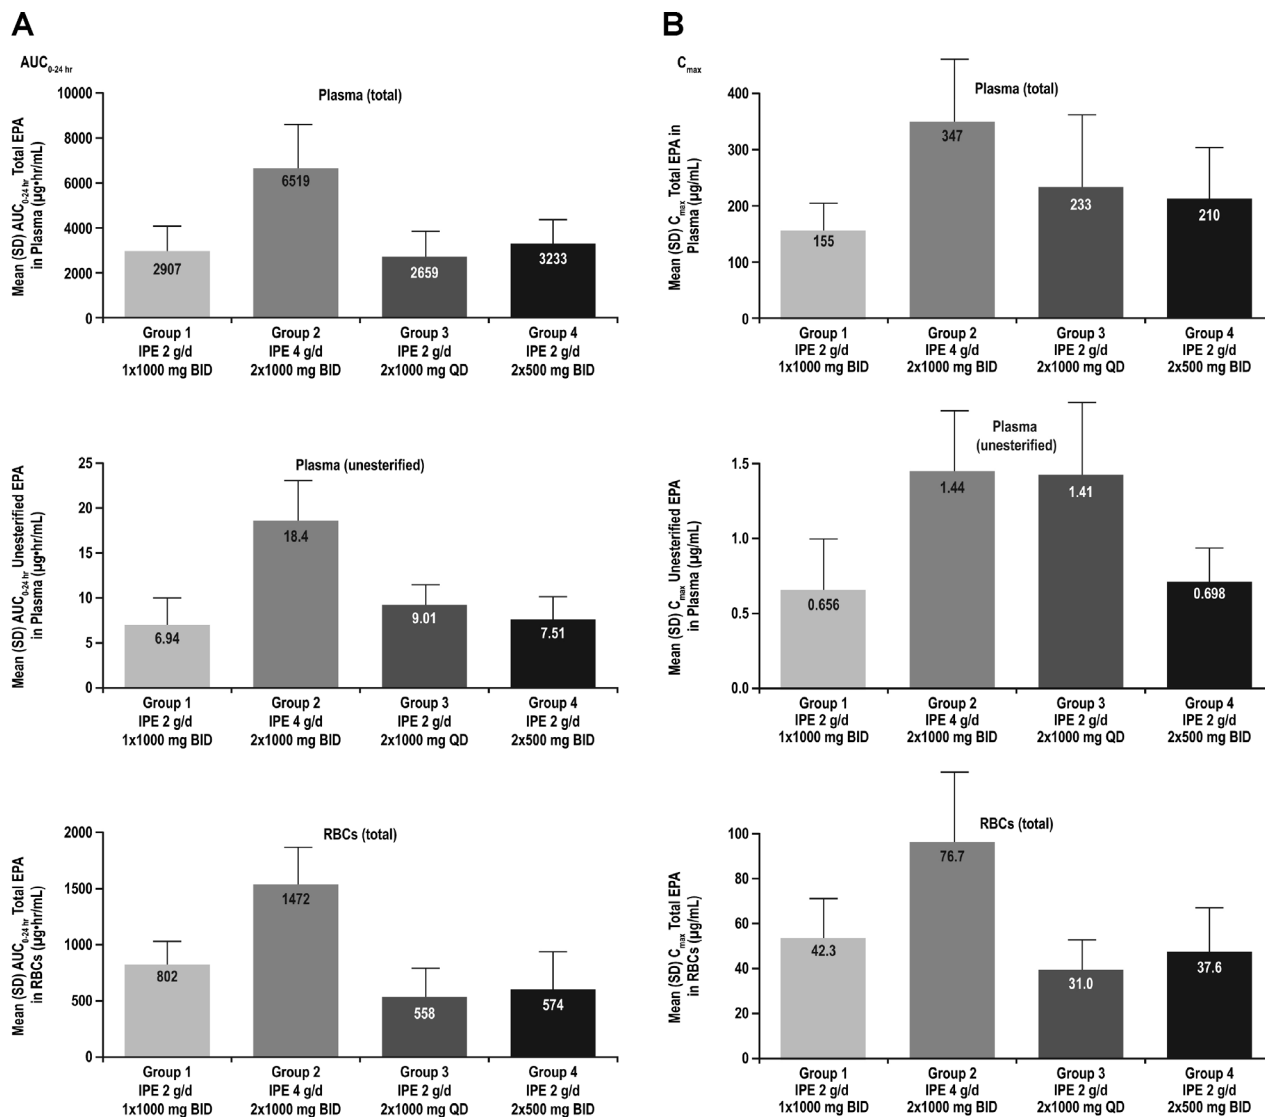 A
AUC0-24 hr
Plasma (total)
Mean (SD) AUC0-24 hr Total EPA
in Plasma (µg•hr/mL)
10000
8000
6000
4000
2000
0
2907
6519
2659
3233
Group 1
IPE 2 g/d
1x1000 mg BID
Group 2
IPE 4 g/d
2x1000 mg BID
Group 3
IPE 2 g/d
2x1000 mg QD
Group 4
IPE 2 g/d
2x500 mg BID
Plasma (unesterified)
Mean (SD) AUC0-24 hr Unesterified EPA
in Plasma (µg•hr/mL)
25
20
15
10
5
0
6.94
18.4
9.01
7.51
Group 1
IPE 2 g/d
1x1000 mg BID
Group 2
IPE 4 g/d
2x1000 mg BID
Group 3
IPE 2 g/d
2x1000 mg QD
Group 4
IPE 2 g/d
2x500 mg BID
RBCs (total)
Mean (SD) AUC0-24 hr Total EPA
in RBCs (µg•hr/mL)
2000
1500
1000
500
0
802
1472
558
574
Group 1
IPE 2 g/d
1x1000 mg BID
Group 2
IPE 4 g/d
2x1000 mg BID
Group 3
IPE 2 g/d
2x1000 mg QD
Group 4
IPE 2 g/d
2x500 mg BID
B
Cmax
Plasma (total)
Mean (SD) Cmax Total EPA in
Plasma (µg/mL)
400
300
200
100
0
155
347
233
210
Group 1
IPE 2 g/d
1x1000 mg BID
Group 2
IPE 4 g/d
2x1000 mg BID
Group 3
IPE 2 g/d
2x1000 mg QD
Group 4
IPE 2 g/d
2x500 mg BID
Plasma
(unesterified)
Mean (SD) Cmax Unesterified EPA
in Plasma (µg/mL)
1.5
1.0
0.5
0.0
0.656
1.44
1.41
0.698
Group 1
IPE 2 g/d
1x1000 mg BID
Group 2
IPE 4 g/d
2x1000 mg BID
Group 3
IPE 2 g/d
2x1000 mg QD
Group 4
IPE 2 g/d
2x500 mg BID
RBCs (total)
Mean (SD) Cmax Total EPA
in RBCs (µg/mL)
100
80
60
40
20
0
42.3
76.7
31.0
37.6
Group 1
IPE 2 g/d
1x1000 mg BID
Group 2
IPE 4 g/d
2x1000 mg BID
Group 3
IPE 2 g/d
2x1000 mg QD
Group 4
IPE 2 g/d
2x500 mg BID